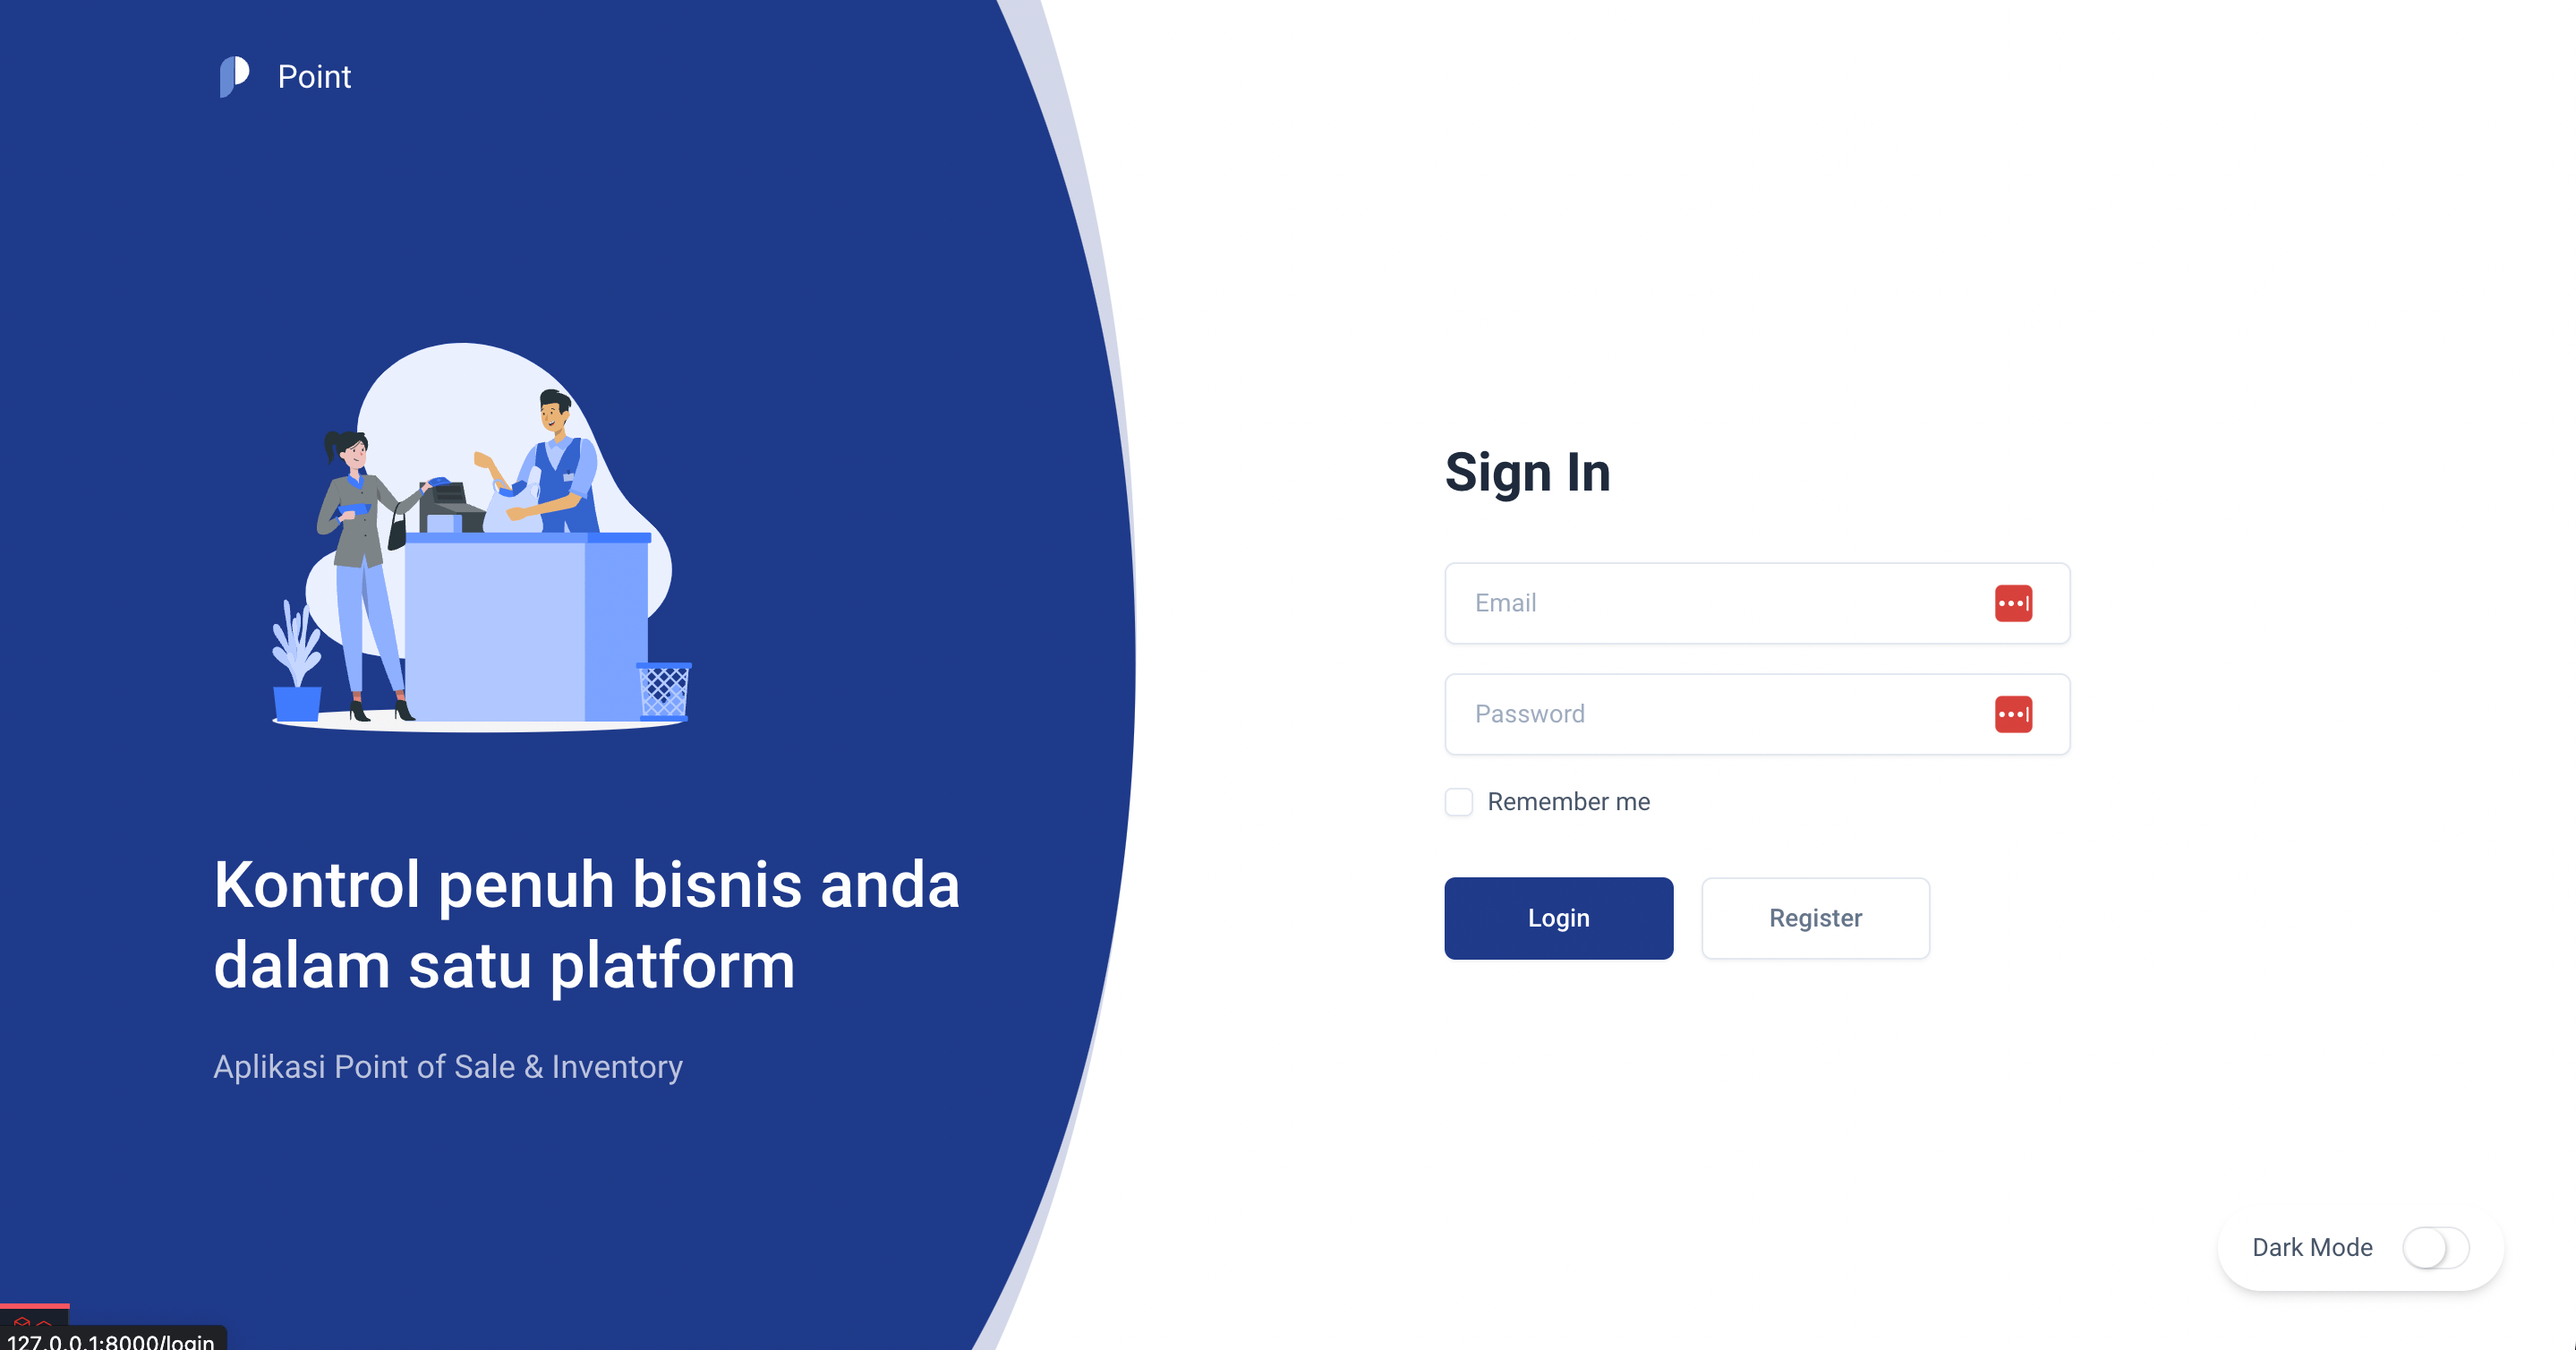 Point
Kontrol penuh bisnis anda
dalam satu platform
Aplikasi Point of Sale & Inventory
Sign In
Email
Password
Remember me
Login
Register
Dark Mode
127.0.0.1:8000/login